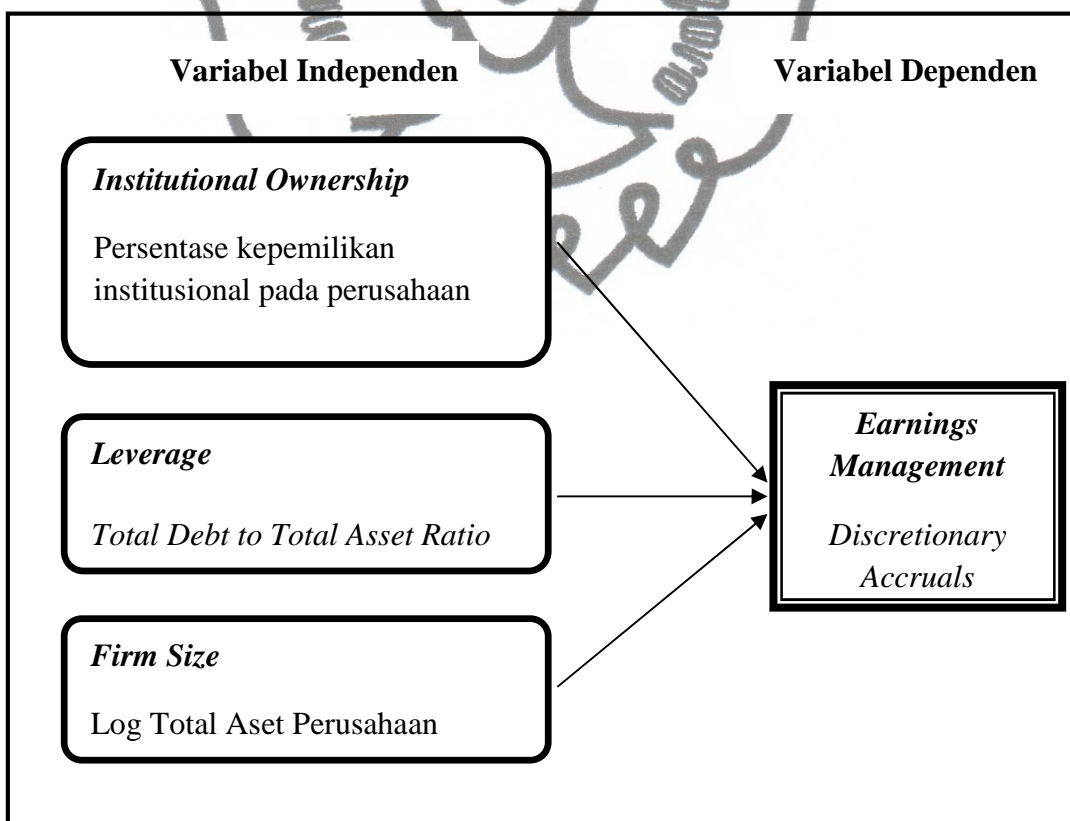 Variabel Independen
Variabel Dependen
Institutional Ownership
Persentase kepemilikan
institusional pada perusahaan
Leverage
Total Debt to Total Asset Ratio
Firm Size
Log Total Aset Perusahaan
Earnings
Management
Discretionary
Accruals